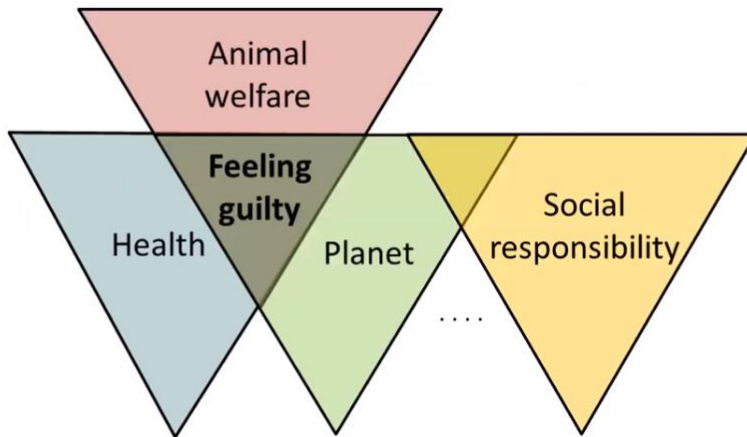 Animal
welfare
Feeling
guilty
Health
Planet
Social
responsibility
....